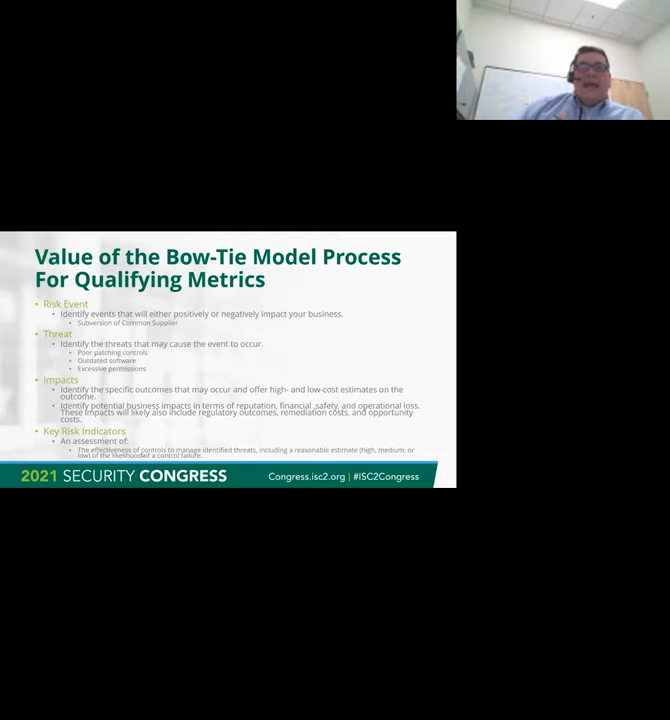 Value of the Bow-Tie Model Process
For Qualifying Metrics
• Risk Event
• Identify events that will either positively or negatively impact your business.
• Subversion of Common Supplier
• Threat
• Identify the threats that may cause the event to occur.
• Poor patching controls
• Outdated software
• Excessive permissions
• Impacts
• Identify the specific outcomes that may occur and offer high- and low-cost estimates on the
outcome.
• Identify potential business impacts in terms of reputation, financial ,safety, and operational loss.
These impacts will likely also include regulatory outcomes, remediation costs, and opportunity
costs.
• Key Risk Indicators
• An assessment of:
• The effectiveness of controls to manage identified threats, including a reasonable estimate (high, medium, or
low) of the likelihood of a control failure.
2021 SECURITY CONGRESS
Congress.isc2.org | #ISC2Congress